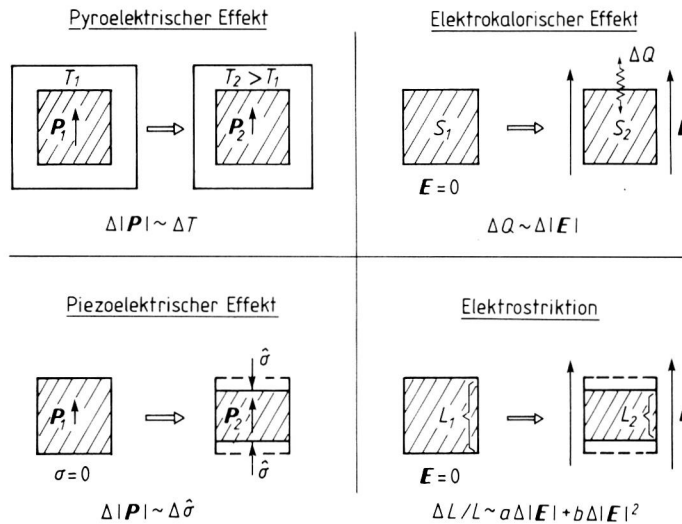 Pyroelektrischer Effekt
T₁
T₂ > T₁
P₁
P₂
Δ|P| ~ ΔT
Elektrokalorischer Effekt
ΔQ
S₁
S₂
E = 0
ΔQ ~ Δ|E|
Piezoelektrischer Effekt
σ̂
P₁
P₂
σ = 0
σ̂
Δ|P| ~ Δσ̂
Elektrostriktion
L₁
L₂
E = 0
ΔL/L ~ aΔ|E| + bΔ|E|²